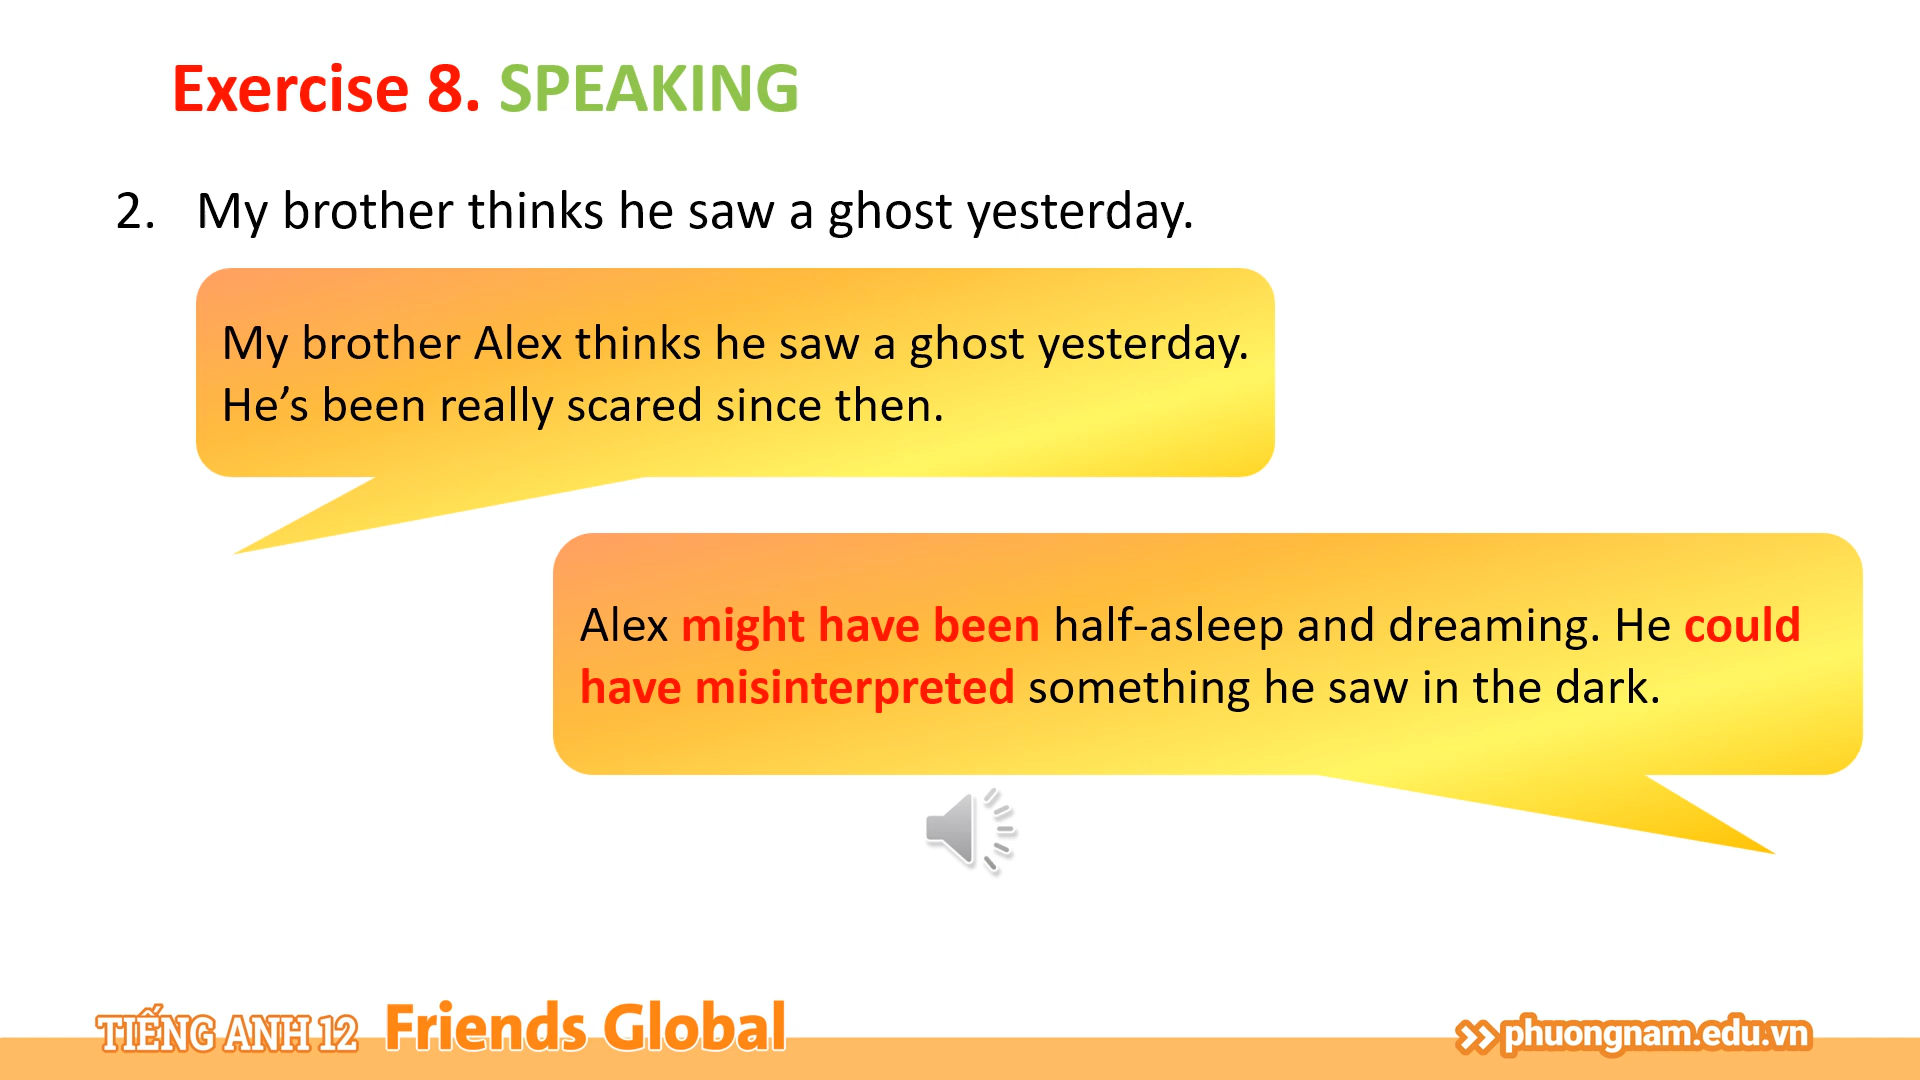 Exercise 8. SPEAKING
2. My brother thinks he saw a ghost yesterday.
My brother Alex thinks he saw a ghost yesterday.
He’s been really scared since then.
Alex might have been half-asleep and dreaming. He could
have misinterpreted something he saw in the dark.
TIẾNG ANH 12 Friends Global
phuongnam.edu.vn